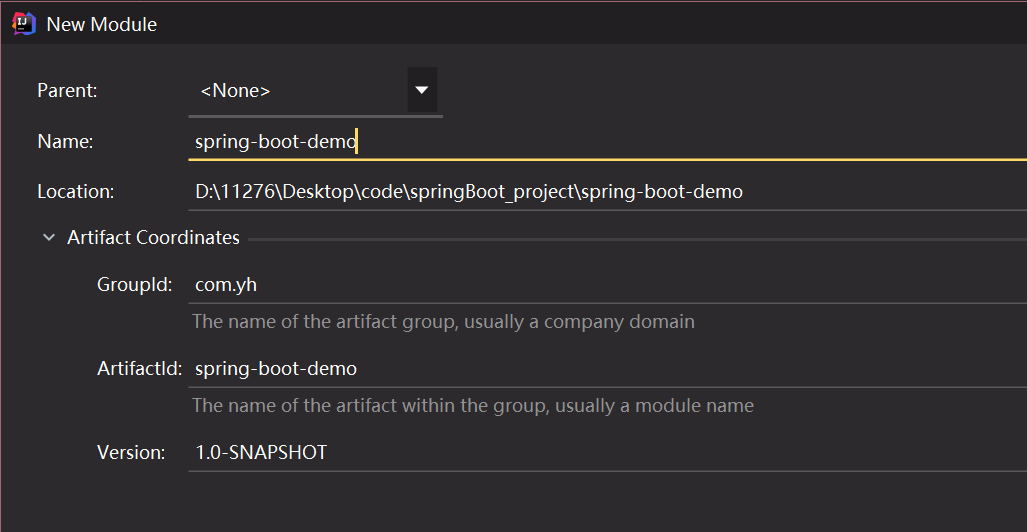 New Module
Parent: <None>
Name: spring-boot-demo
Location: D:\11276\Desktop\code\springBoot_project\spring-boot-demo
Artifact Coordinates
GroupId: com.yh
The name of the artifact group, usually a company domain
ArtifactId: spring-boot-demo
The name of the artifact within the group, usually a module name
Version: 1.0-SNAPSHOT